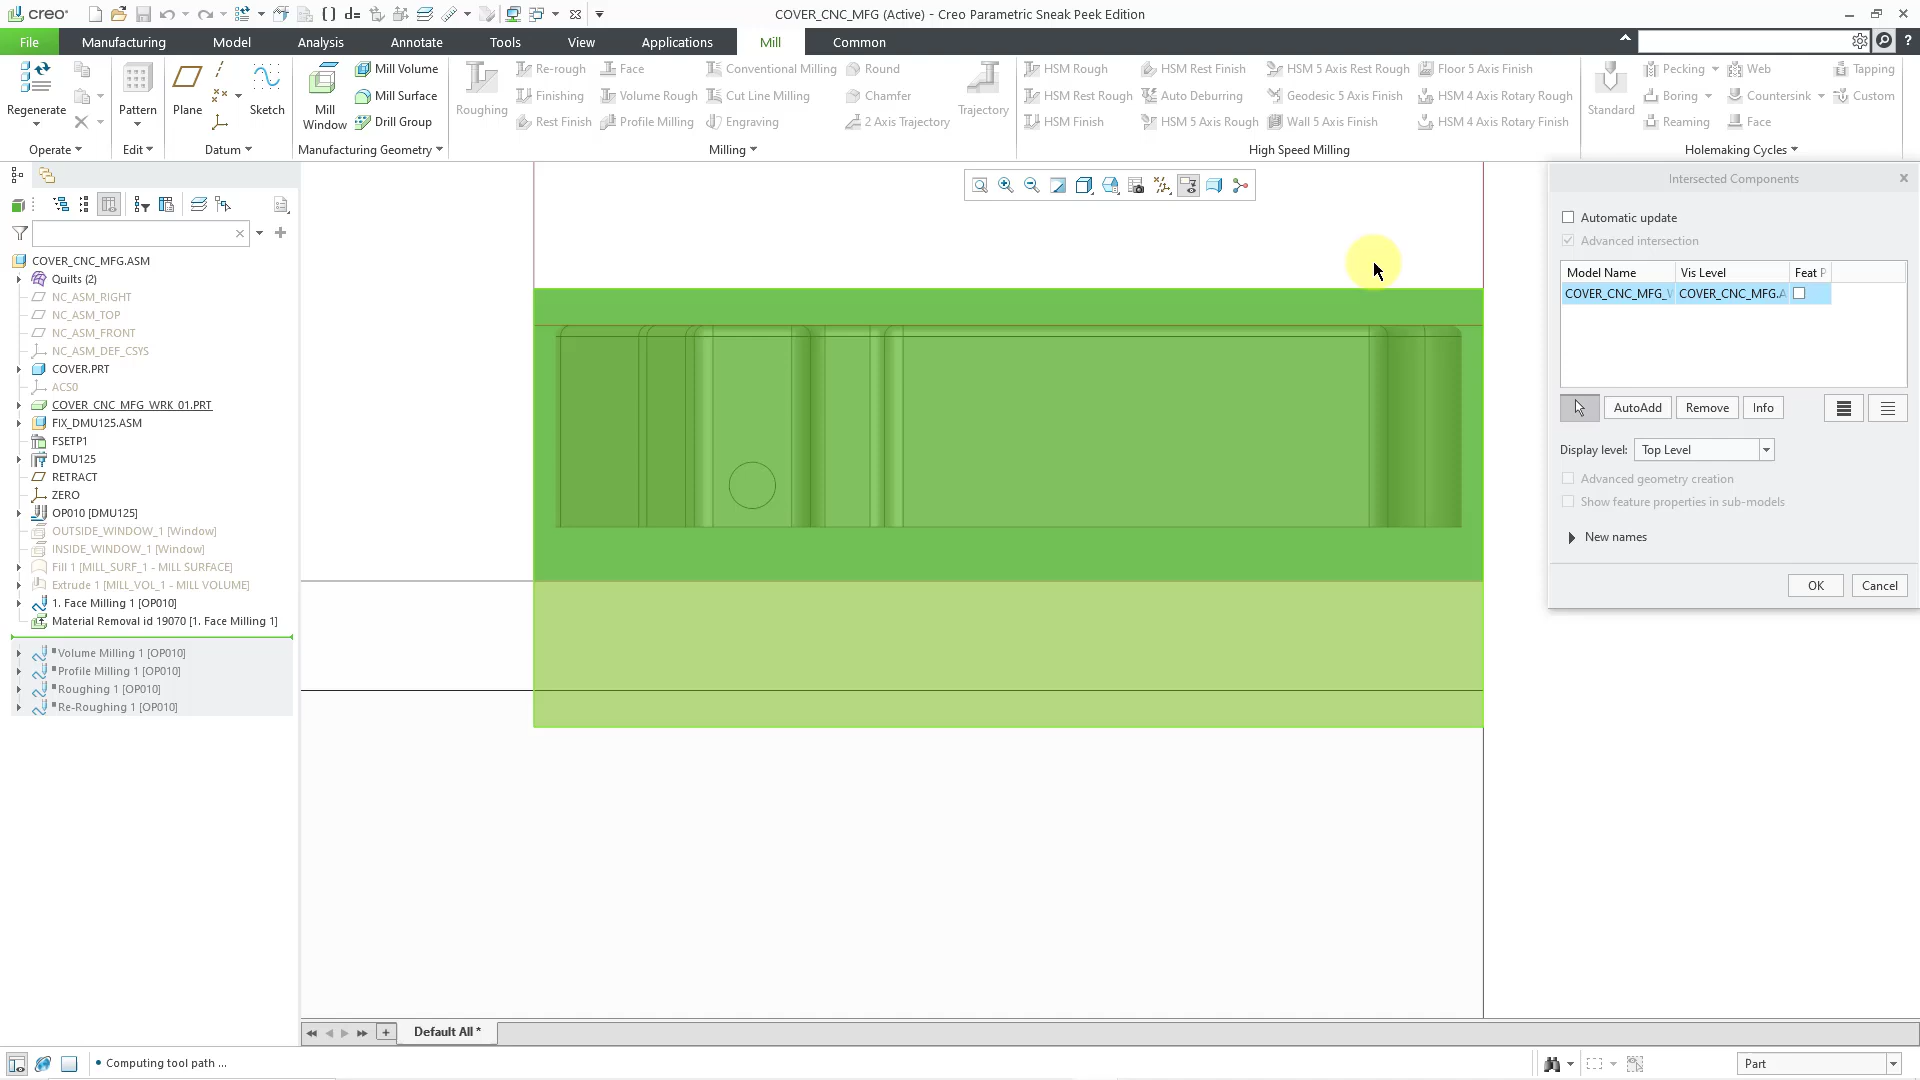 creo®
COVER_CNC_MFG (Active) - Creo Parametric Sneak Peek Edition
File Manufacturing Model Analysis Annotate Tools View Applications Mill Common
Regenerate
Operate
Pattern
Edit
Plane
Sketch
Datum
Mill Window
Mill Volume
Mill Surface
Drill Group
Manufacturing Geometry
Roughing
Re-rough
Finishing
Rest Finish
Face
Volume Rough
Profile Milling
Conventional Milling
Cut Line Milling
Engraving
Round
Chamfer
2 Axis Trajectory
Trajectory
Milling
HSM Rough
HSM Rest Rough
HSM Finish
HSM Rest Finish
Auto Deburring
HSM 5 Axis Rough
HSM 5 Axis Rest Rough
Geodesic 5 Axis Finish
Wall 5 Axis Finish
Floor 5 Axis Finish
HSM 4 Axis Rotary Rough
HSM 4 Axis Rotary Finish
High Speed Milling
Standard
Pecking
Boring
Reaming
Web
Countersink
Face
Tapping
Custom
Holemaking Cycles
COVER_CNC_MFG.ASM
Quilts (2)
NC_ASM_RIGHT
NC_ASM_TOP
NC_ASM_FRONT
NC_ASM_DEF_CSYS
COVER.PRT
ACS0
COVER_CNC_MFG_WRK_01.PRT
FIX_DMU125.ASM
FSETP1
DMU125
RETRACT
ZERO
OP010 [DMU125]
OUTSIDE_WINDOW_1 [Window]
INSIDE_WINDOW_1 [Window]
Fill 1 [MILL_SURF_1 - MILL SURFACE]
Extrude 1 [MILL_VOL_1 - MILL VOLUME]
1. Face Milling 1 [OP010]
Material Removal id 19070 [1. Face Milling 1]
Volume Milling 1 [OP010]
Profile Milling 1 [OP010]
Roughing 1 [OP010]
Re-Roughing 1 [OP010]
Intersected Components
Automatic update
Advanced intersection
Model Name Vis Level Feat P
COVER_CNC_MFG_W COVER_CNC_MFG.A
AutoAdd Remove Info
Display level: Top Level
Advanced geometry creation
Show feature properties in sub-models
New names
OK Cancel
Default All *
Computing tool path ...
Part